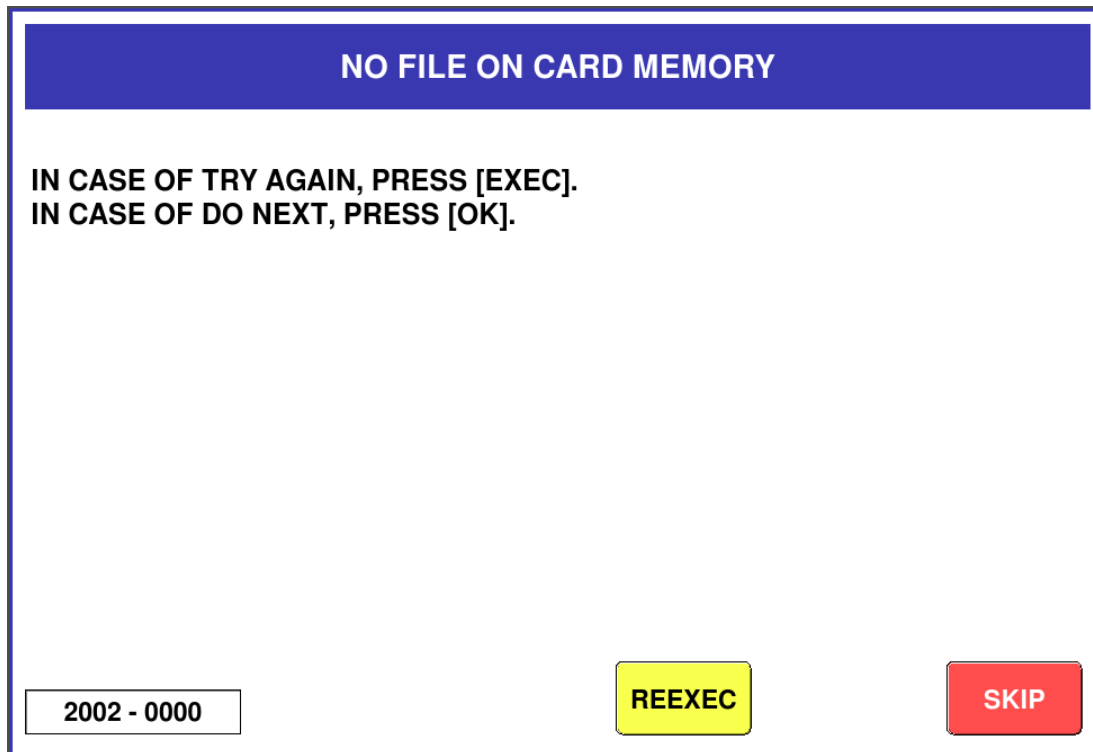 NO FILE ON CARD MEMORY
IN CASE OF TRY AGAIN, PRESS [EXEC].
IN CASE OF DO NEXT, PRESS [OK].
2002 - 0000
REEXEC
SKIP